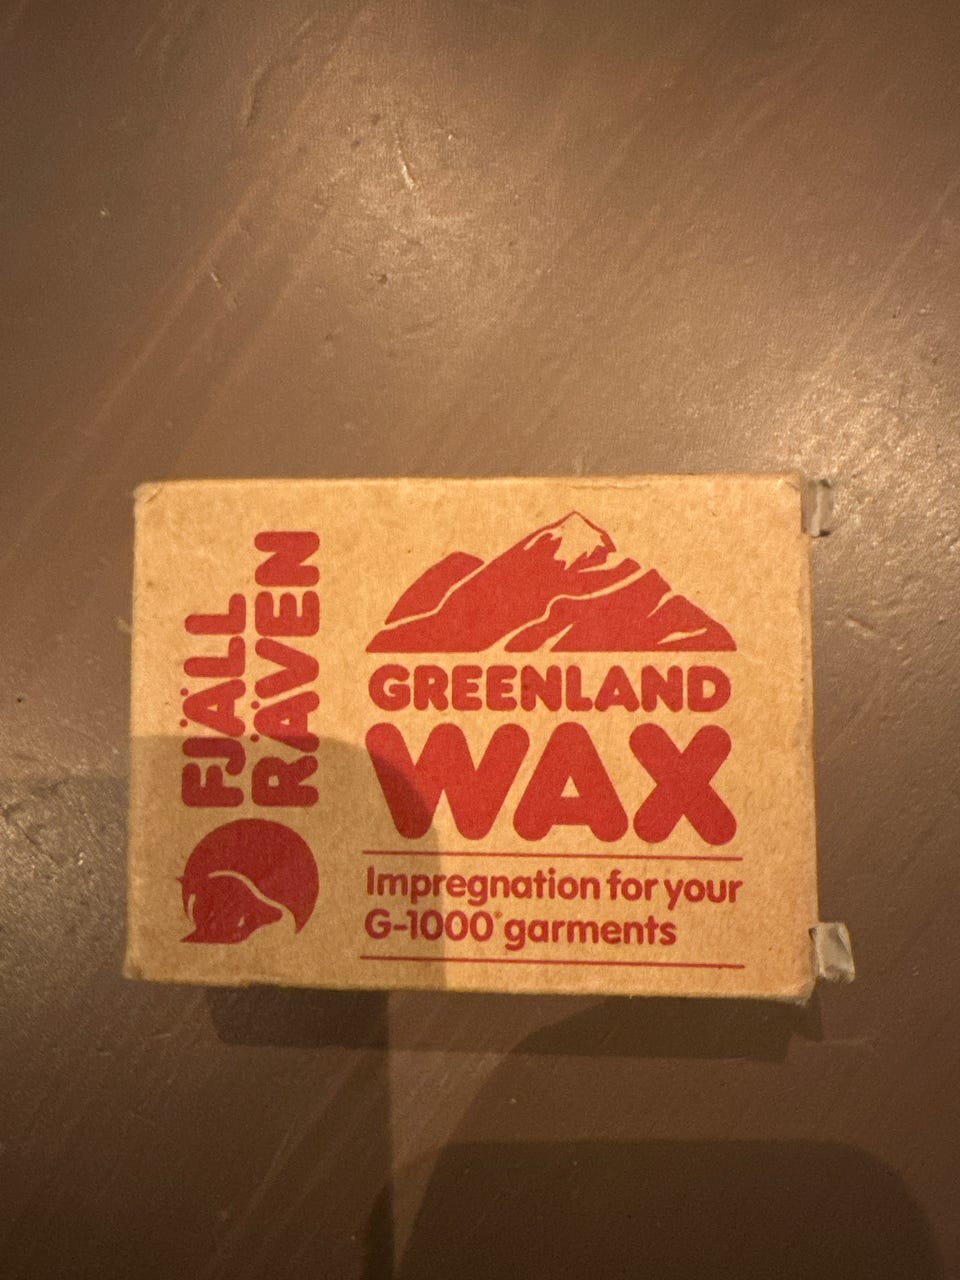 FJÄLL
RÄVEN
GREENLAND
WAX
Impregnation for your
G-1000® garments